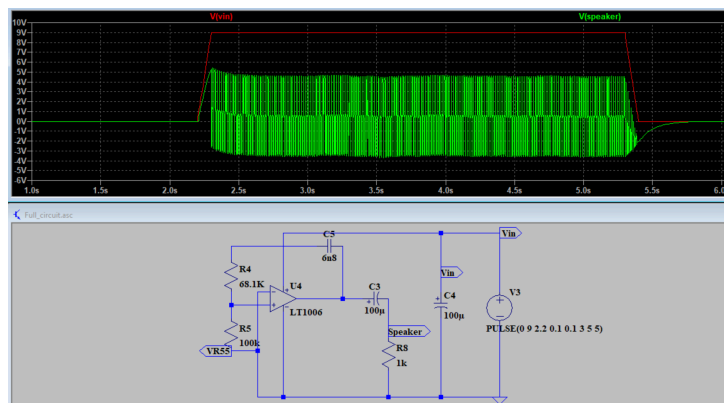 V(vin) V(speaker)
10V
9V
8V
7V
6V
5V
4V
3V
2V
1V
0V
-1V
-2V
-3V
-4V
-5V
-6V
1.0s 1.5s 2.0s 2.5s 3.0s 3.5s 4.0s 4.5s 5.0s 5.5s 6.0
Full_circuit.asc
C5
6n8
Vin
R4
68.1K
U4
LT1006
C3
100µ
Vin
C4
100µ
V3
PULSE(0 9 2.2 0.1 0.1 3 5 5)
R5
100k
VR55
Speaker
R8
1k